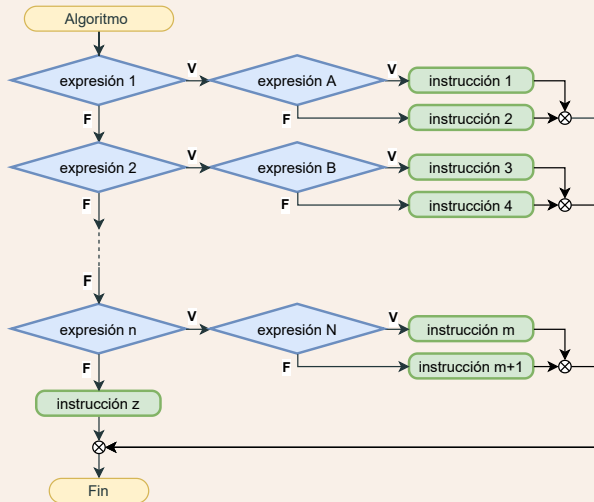 Algoritmo
expresión 1
V
expresión A
V
instrucción 1
F
F
instrucción 2
expresión 2
V
expresión B
V
instrucción 3
F
F
instrucción 4
F
expresión n
V
expresión N
V
instrucción m
F
F
instrucción m+1
instrucción z
Fin